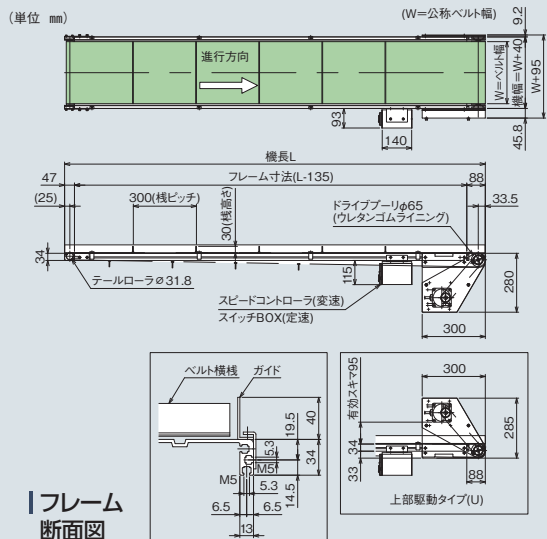 (単位 mm)
(W=公称ベルト幅)
9.2
進行方向
W=ベルト幅
機幅=W+40
W+95
93
140
45.8
機長L
47
フレーム寸法(L-135)
88
(25)
300(桟ピッチ)
30(桟高さ)
ドライブプーリφ65
(ウレタンゴムライニング)
33.5
34
テールローラø31.8
115
スピードコントローラ(変速)
スイッチBOX(定速)
280
300
ベルト横桟
ガイド
40
19.5
34
5.3
M5
M5
5.3
14.5
6.5
6.5
13
300
有効スキマ95
285
34
33
88
上部駆動タイプ(U)
フレーム
断面図